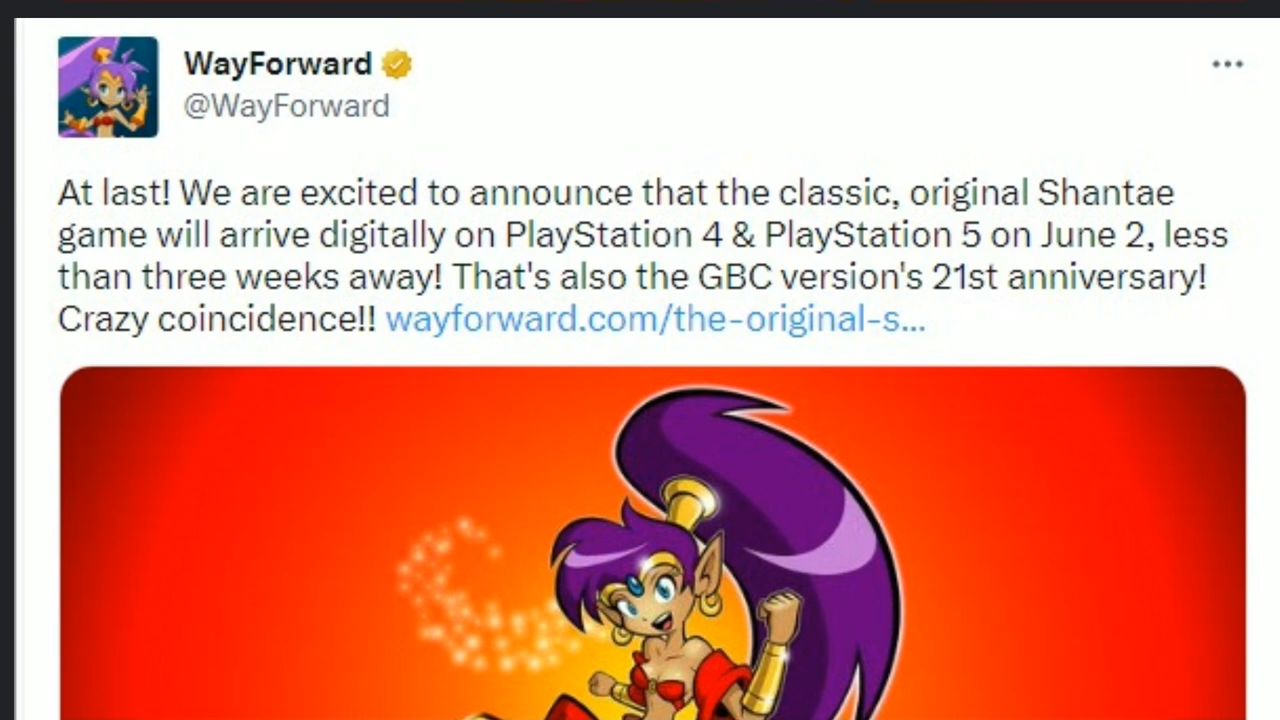 WayForward
@WayForward
At last! We are excited to announce that the classic, original Shantae
game will arrive digitally on PlayStation 4 & PlayStation 5 on June 2, less
than three weeks away! That's also the GBC version's 21st anniversary!
Crazy coincidence!! wayforward.com/the-original-s...